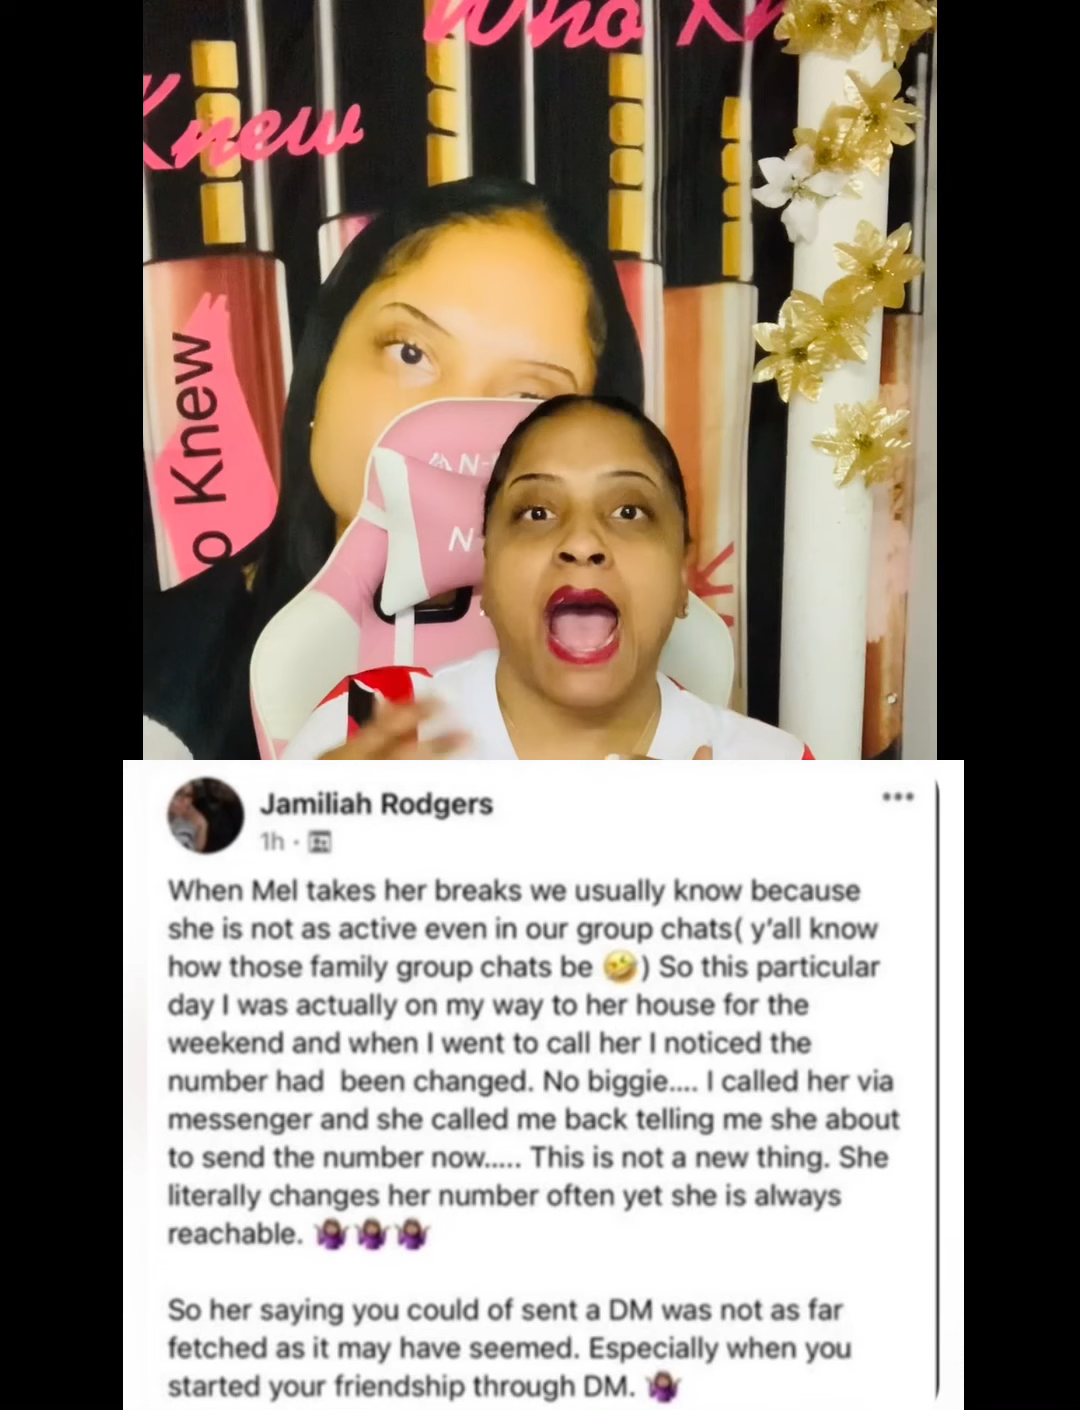 Who Kn
Knew
o Knew
N-
N-
K
Jamiliah Rodgers
1h ·
When Mel takes her breaks we usually know because
she is not as active even in our group chats( y'all know
how those family group chats be 🤣) So this particular
day I was actually on my way to her house for the
weekend and when I went to call her I noticed the
number had been changed. No biggie.... I called her via
messenger and she called me back telling me she about
to send the number now..... This is not a new thing. She
literally changes her number often yet she is always
reachable. 🤷🏽‍♀️🤷🏽‍♀️🤷🏽‍♀️
So her saying you could of sent a DM was not as far
fetched as it may have seemed. Especially when you
started your friendship through DM. 🤷🏽‍♀️